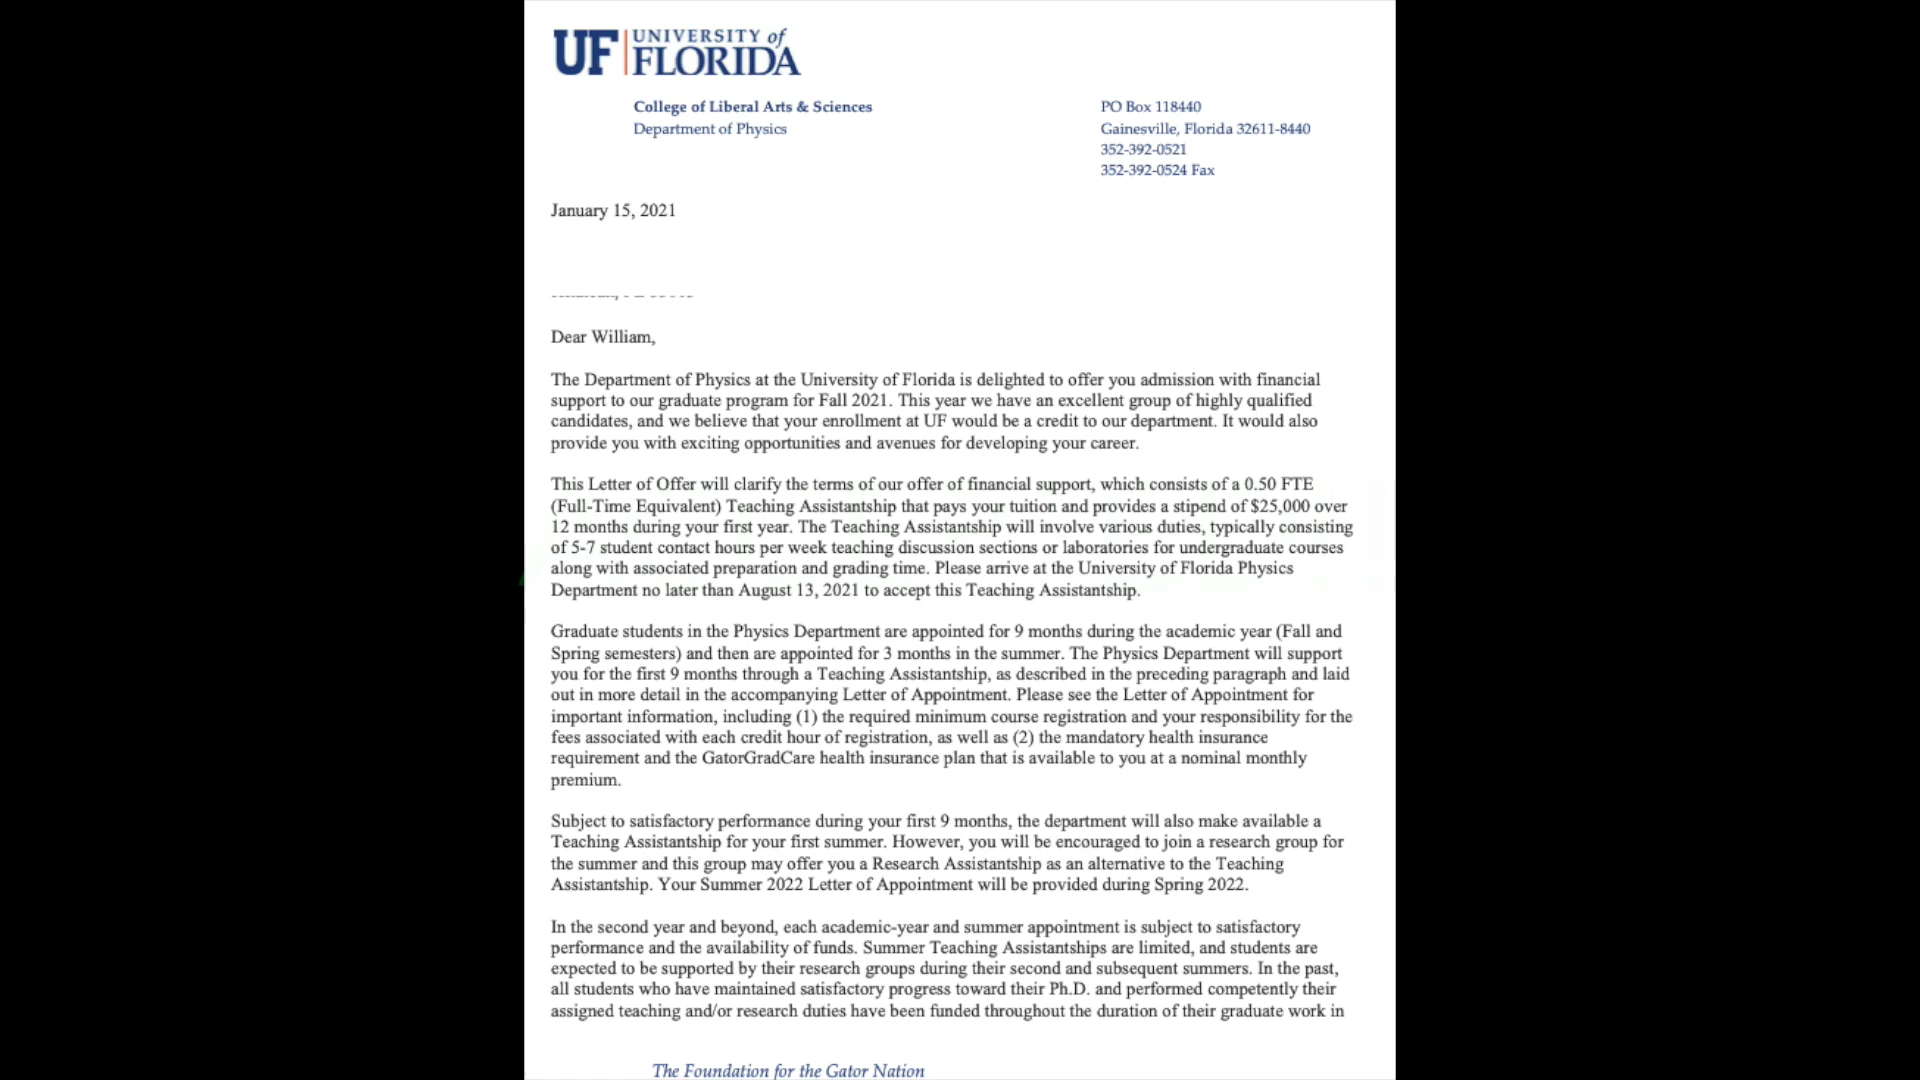 UF UNIVERSITY of
FLORIDA
College of Liberal Arts & Sciences
Department of Physics
PO Box 118440
Gainesville, Florida 32611-8440
352-392-0521
352-392-0524 Fax
January 15, 2021
Dear William,
The Department of Physics at the University of Florida is delighted to offer you admission with financial
support to our graduate program for Fall 2021. This year we have an excellent group of highly qualified
candidates, and we believe that your enrollment at UF would be a credit to our department. It would also
provide you with exciting opportunities and avenues for developing your career.
This Letter of Offer will clarify the terms of our offer of financial support, which consists of a 0.50 FTE
(Full-Time Equivalent) Teaching Assistantship that pays your tuition and provides a stipend of $25,000 over
12 months during your first year. The Teaching Assistantship will involve various duties, typically consisting
of 5-7 student contact hours per week teaching discussion sections or laboratories for undergraduate courses
along with associated preparation and grading time. Please arrive at the University of Florida Physics
Department no later than August 13, 2021 to accept this Teaching Assistantship.
Graduate students in the Physics Department are appointed for 9 months during the academic year (Fall and
Spring semesters) and then are appointed for 3 months in the summer. The Physics Department will support
you for the first 9 months through a Teaching Assistantship, as described in the preceding paragraph and laid
out in more detail in the accompanying Letter of Appointment. Please see the Letter of Appointment for
important information, including (1) the required minimum course registration and your responsibility for the
fees associated with each credit hour of registration, as well as (2) the mandatory health insurance
requirement and the GatorGradCare health insurance plan that is available to you at a nominal monthly
premium.
Subject to satisfactory performance during your first 9 months, the department will also make available a
Teaching Assistantship for your first summer. However, you will be encouraged to join a research group for
the summer and this group may offer you a Research Assistantship as an alternative to the Teaching
Assistantship. Your Summer 2022 Letter of Appointment will be provided during Spring 2022.
In the second year and beyond, each academic-year and summer appointment is subject to satisfactory
performance and the availability of funds. Summer Teaching Assistantships are limited, and students are
expected to be supported by their research groups during their second and subsequent summers. In the past,
all students who have maintained satisfactory progress toward their Ph.D. and performed competently their
assigned teaching and/or research duties have been funded throughout the duration of their graduate work in
The Foundation for the Gator Nation